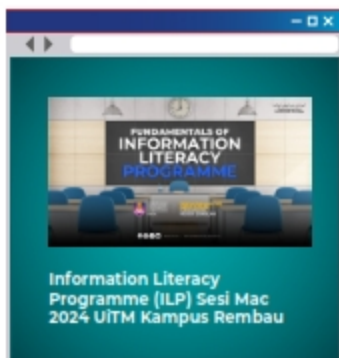 FUNDAMENTALS OF
INFORMATION
LITERACY
PROGRAMME
Information Literacy
Programme (ILP) Sesi Mac
2024 UiTM Kampus Rembau